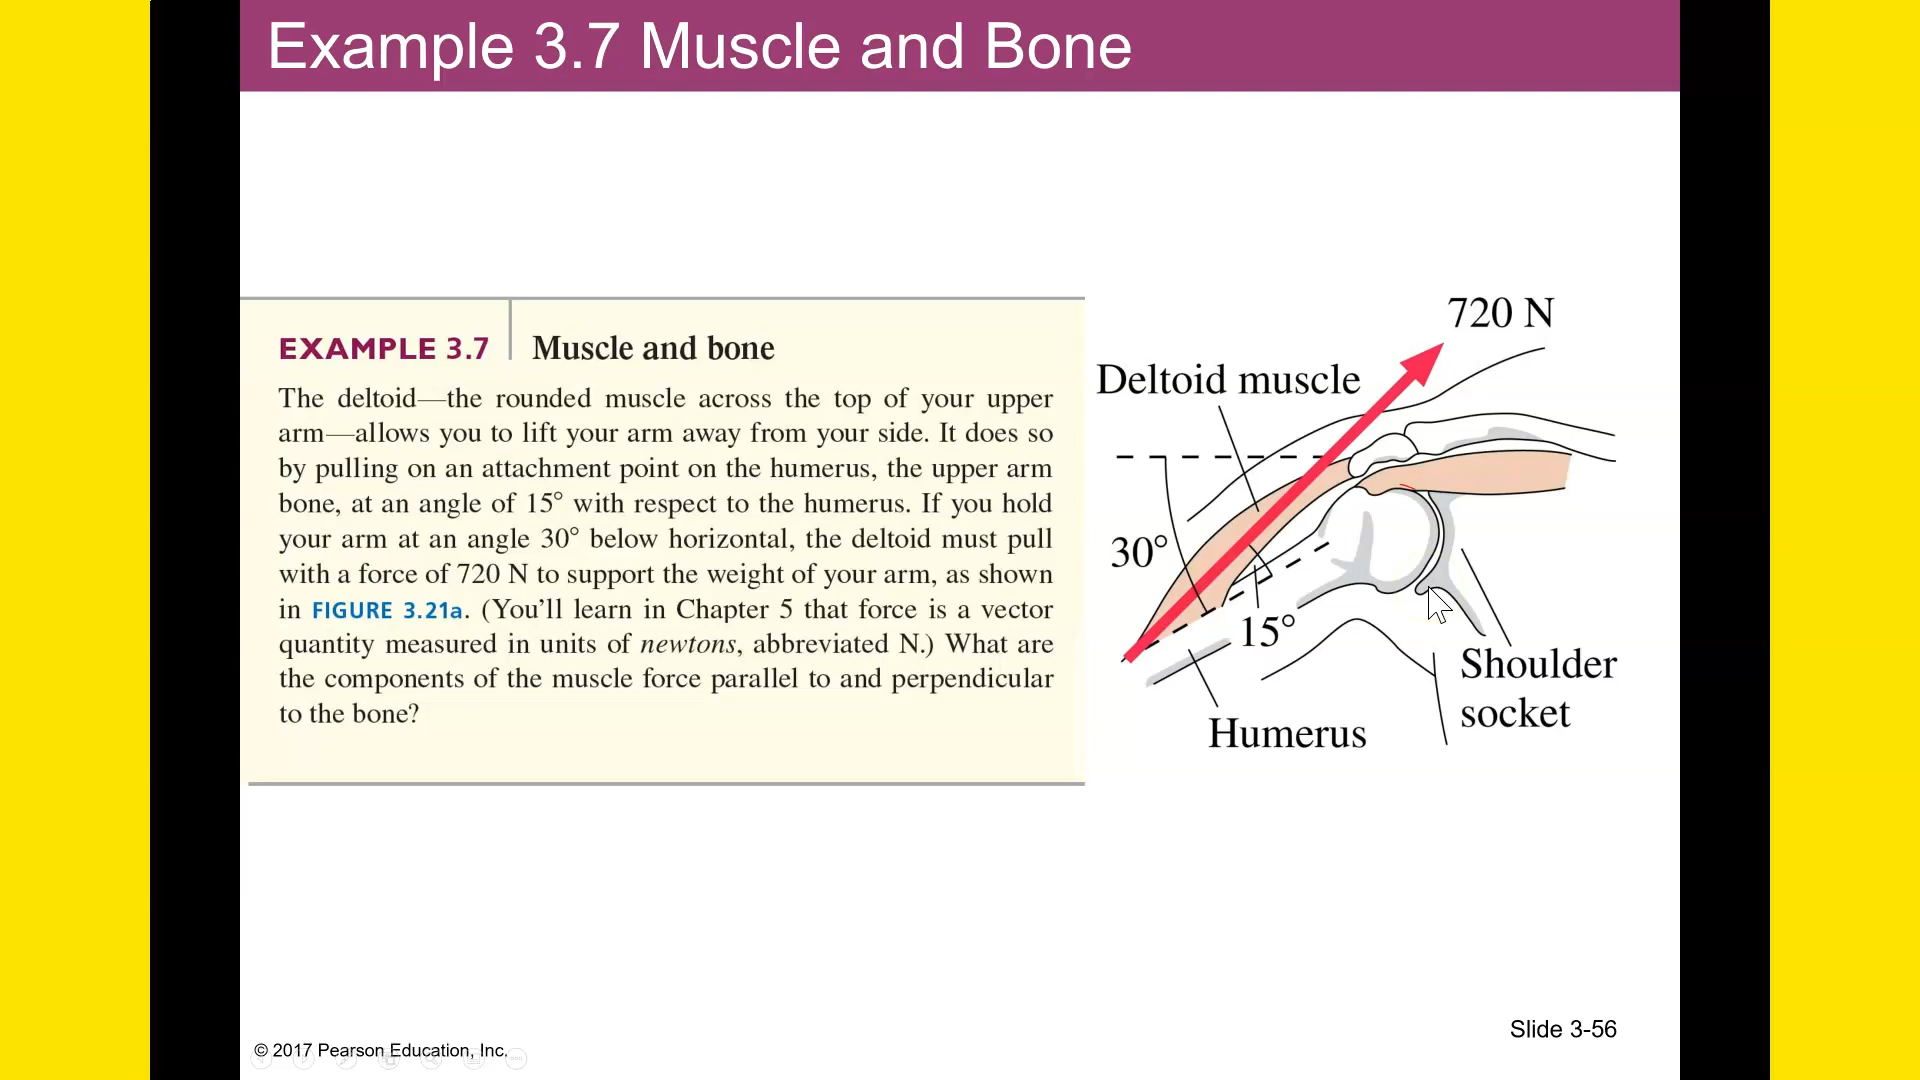 Example 3.7 Muscle and Bone
EXAMPLE 3.7 Muscle and bone
The deltoid—the rounded muscle across the top of your upper
arm—allows you to lift your arm away from your side. It does so
by pulling on an attachment point on the humerus, the upper arm
bone, at an angle of 15° with respect to the humerus. If you hold
your arm at an angle 30° below horizontal, the deltoid must pull
with a force of 720 N to support the weight of your arm, as shown
in FIGURE 3.21a. (You’ll learn in Chapter 5 that force is a vector
quantity measured in units of newtons, abbreviated N.) What are
the components of the muscle force parallel to and perpendicular
to the bone?
720 N
Deltoid muscle
30°
15°
Shoulder
socket
Humerus
Slide 3-56
© 2017 Pearson Education, Inc.